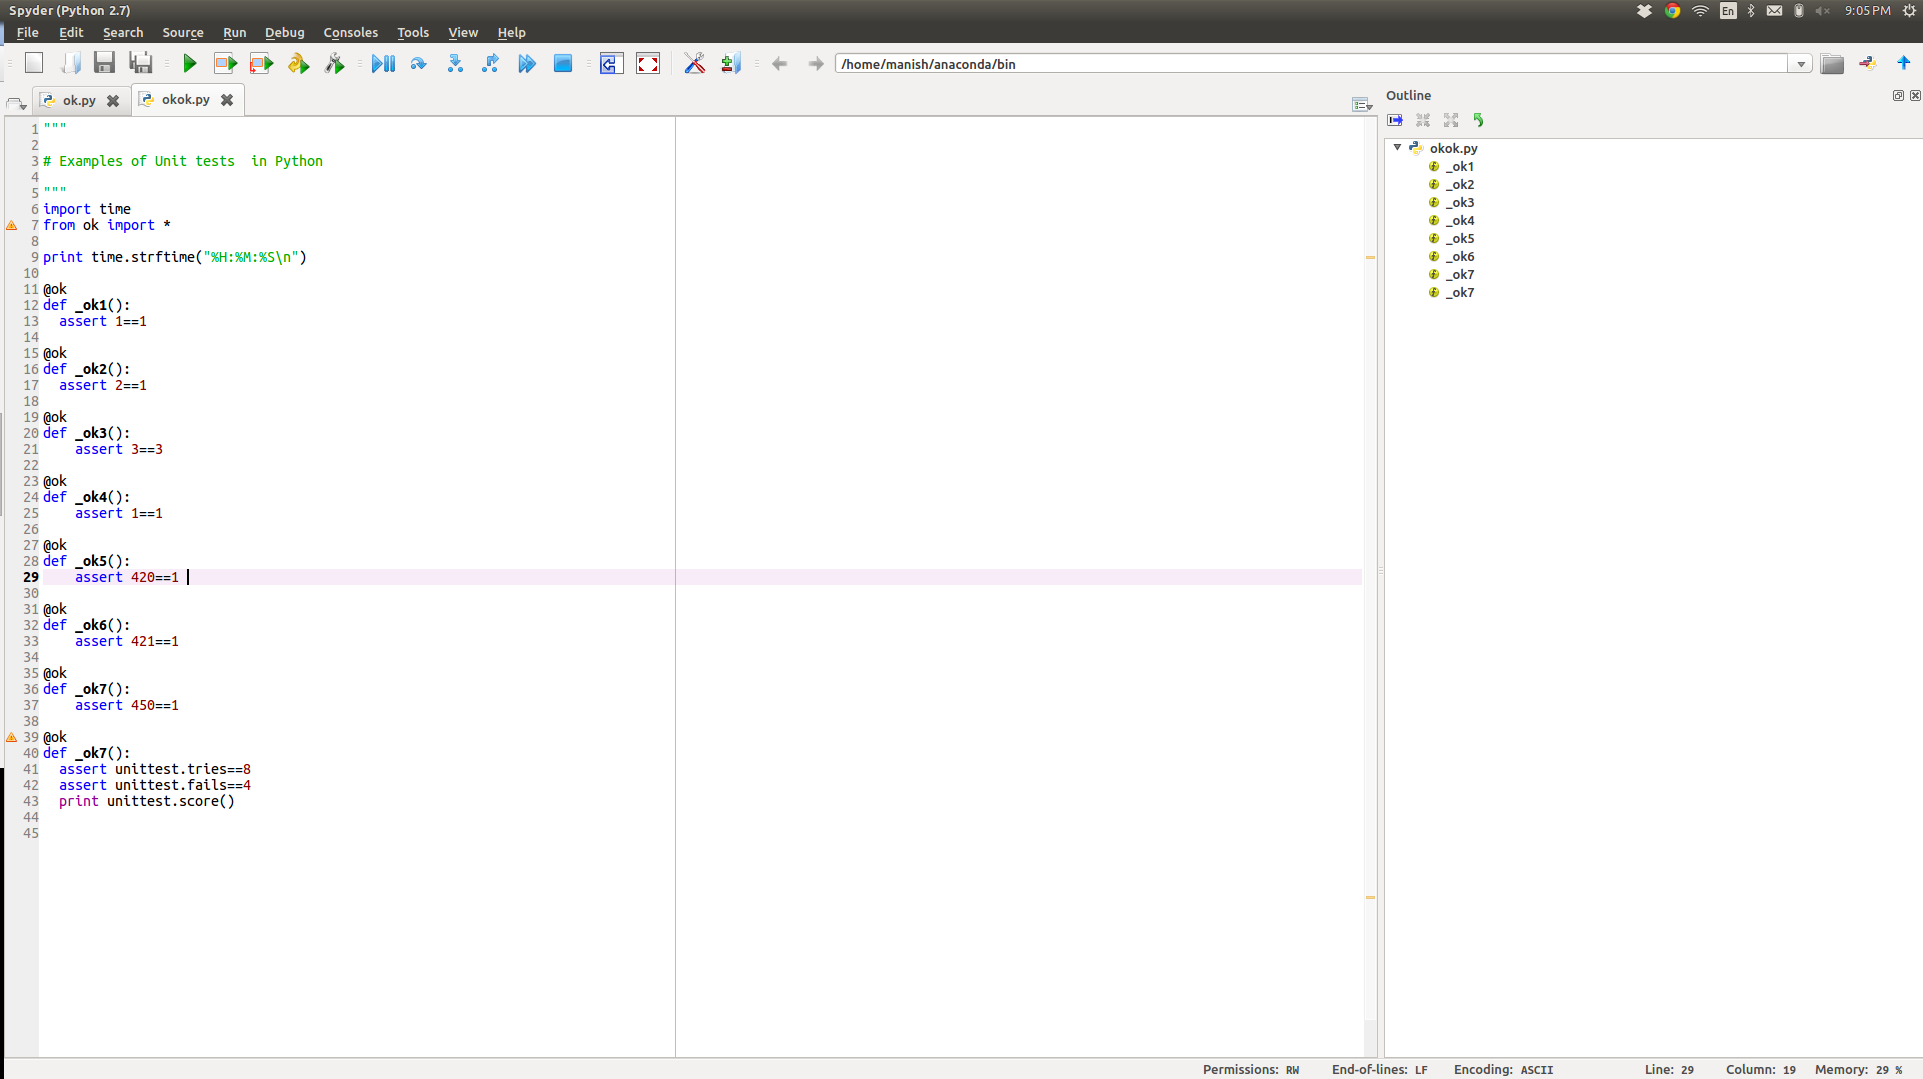 Spyder (Python 2.7)
En
9:05 PM
File Edit Search Source Run Debug Consoles Tools View Help
/home/manish/anaconda/bin
ok.py
okok.py
1 """
2
3 # Examples of Unit tests  in Python
4
5 """
6 import time
7 from ok import *
8
9 print time.strftime("%H:%M:%S\n")
10
11 @ok
12 def _ok1():
13   assert 1==1
14
15 @ok
16 def _ok2():
17   assert 2==1
18
19 @ok
20 def _ok3():
21     assert 3==3
22
23 @ok
24 def _ok4():
25     assert 1==1
26
27 @ok
28 def _ok5():
29     assert 420==1
30
31 @ok
32 def _ok6():
33     assert 421==1
34
35 @ok
36 def _ok7():
37     assert 450==1
38
39 @ok
40 def _ok7():
41   assert unittest.tries==8
42   assert unittest.fails==4
43   print unittest.score()
44
45
Outline
okok.py
_ok1
_ok2
_ok3
_ok4
_ok5
_ok6
_ok7
_ok7
Permissions: RW End-of-lines: LF Encoding: ASCII Line: 29 Column: 19 Memory: 29 %